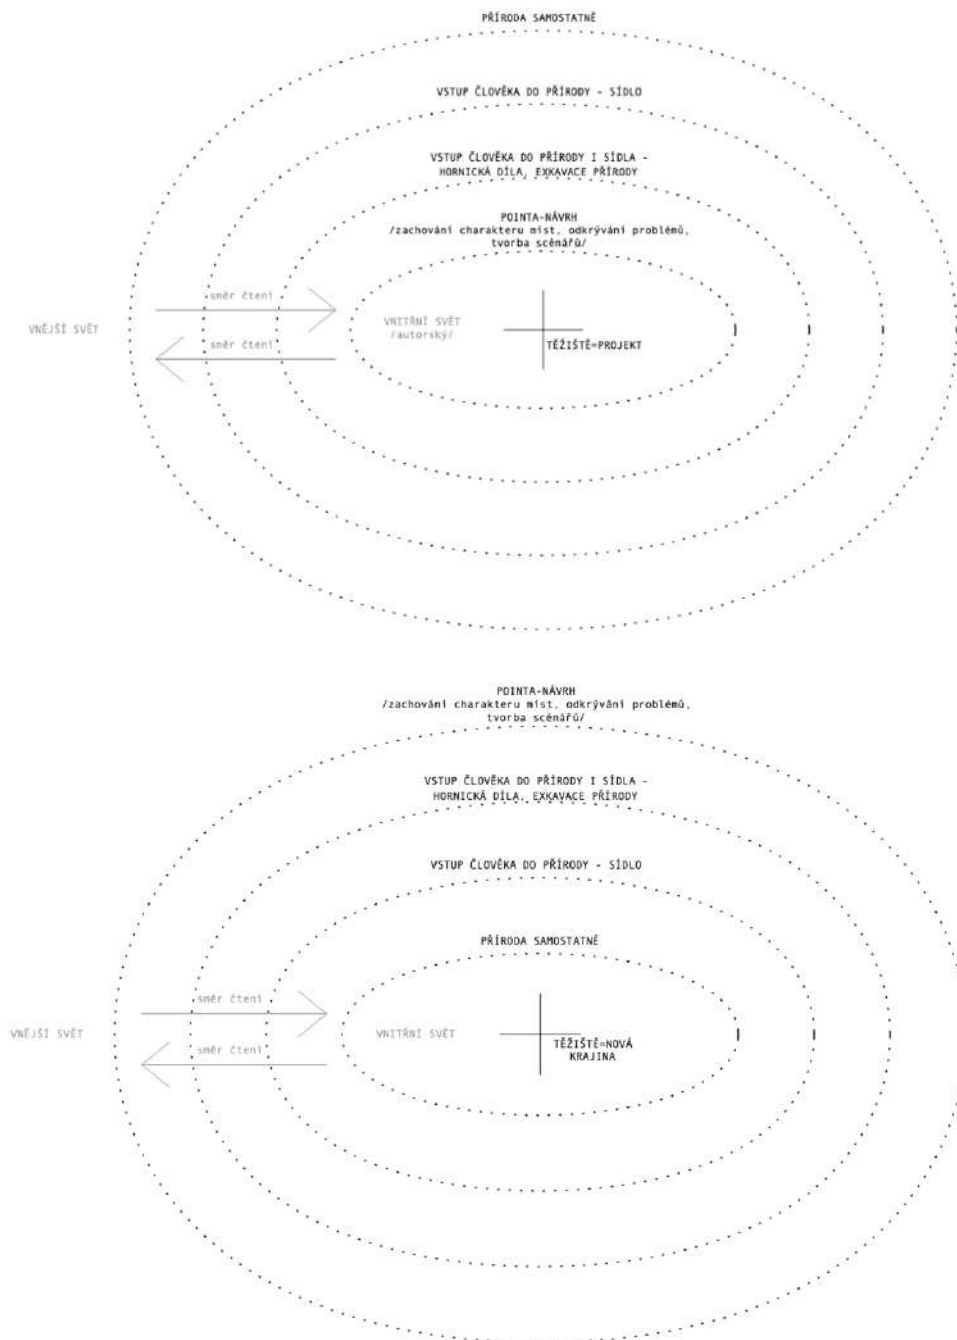 PŘÍRODA SAMOSTATNĚ
VSTUP ČLOVĚKA DO PŘÍRODY - SÍDLO
VSTUP ČLOVĚKA DO PŘÍRODY I SÍDLA -
HORNICKÁ DÍLA, EXKAVACE PŘÍRODY
POINTA-NÁVRH
/zachování charakteru míst, odkrývání problémů,
tvorba scénářů/
směr čtení
VNĚJŠÍ SVĚT
VNITŘNÍ SVĚT
/autorský/
směr čtení
TĚŽIŠTĚ=PROJEKT
POINTA-NÁVRH
/zachování charakteru míst, odkrývání problémů,
tvorba scénářů/
VSTUP ČLOVĚKA DO PŘÍRODY I SÍDLA -
HORNICKÁ DÍLA, EXKAVACE PŘÍRODY
VSTUP ČLOVĚKA DO PŘÍRODY - SÍDLO
PŘÍRODA SAMOSTATNĚ
směr čtení
VNĚJŠÍ SVĚT
VNITŘNÍ SVĚT
směr čtení
TĚŽIŠTĚ=NOVÁ
KRAJINA